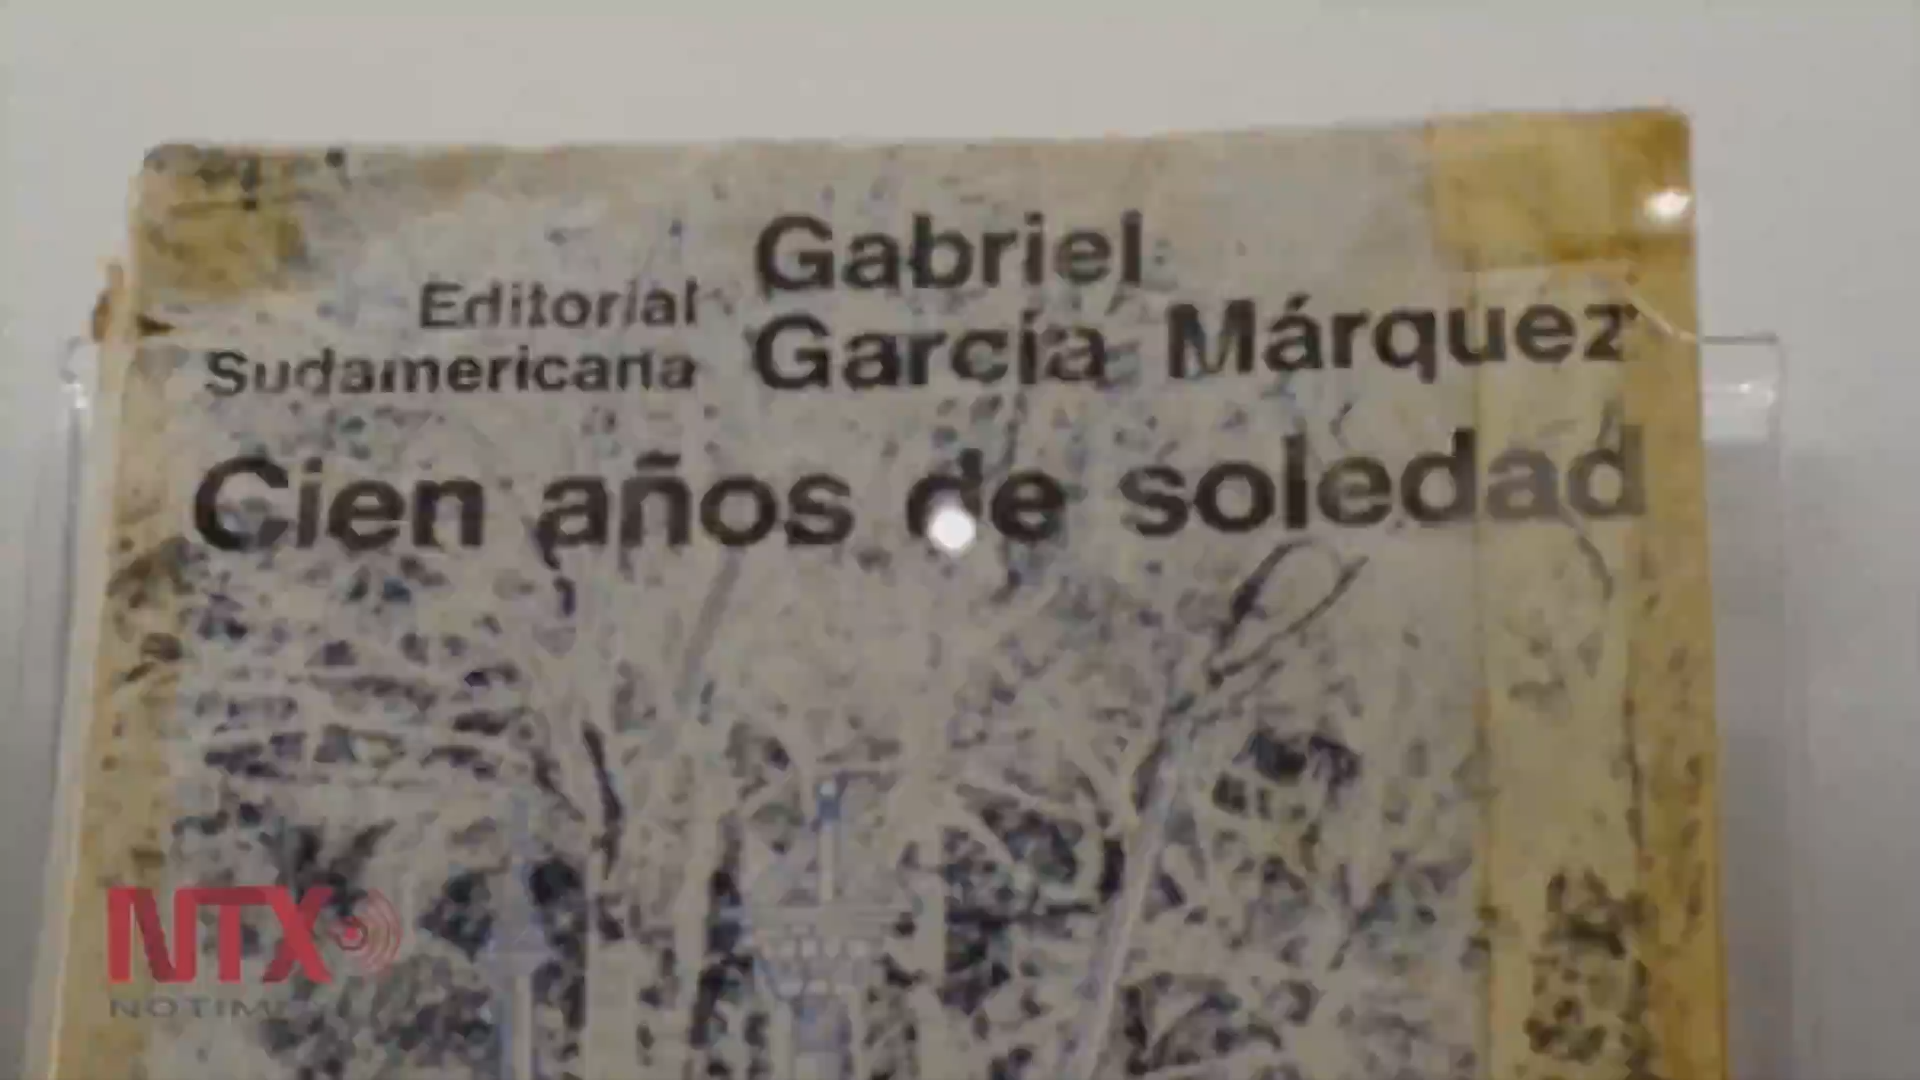 Gabriel
Editorial
García Márquez
Sudamericana
Cien años de soledad
NTX